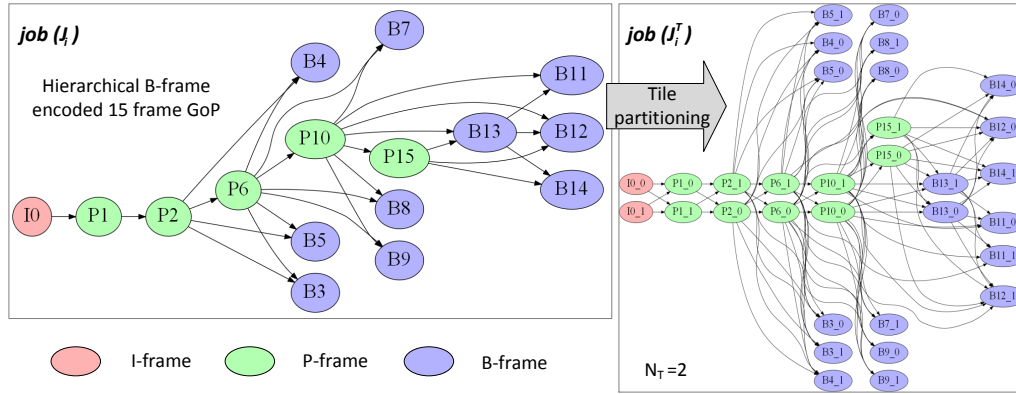 job (J_i)
Hierarchical B-frame
encoded 15 frame GoP
I0
P1
P2
B4
P6
B5
B3
B7
P10
B8
B9
P15
B13
B11
B12
B14
Tile
partitioning
job (J_i^T)
I0_0
I0_1
P1_0
P1_1
P2_1
P2_0
P6_1
P6_0
P10_1
P10_0
B5_1
B4_0
B5_0
B7_0
B8_1
B8_0
P15_1
P15_0
B13_1
B13_0
B14_0
B12_0
B14_1
B11_0
B11_1
B12_1
B3_0
B3_1
B4_1
B7_1
B9_0
B9_1
N_T =2
I-frame
P-frame
B-frame